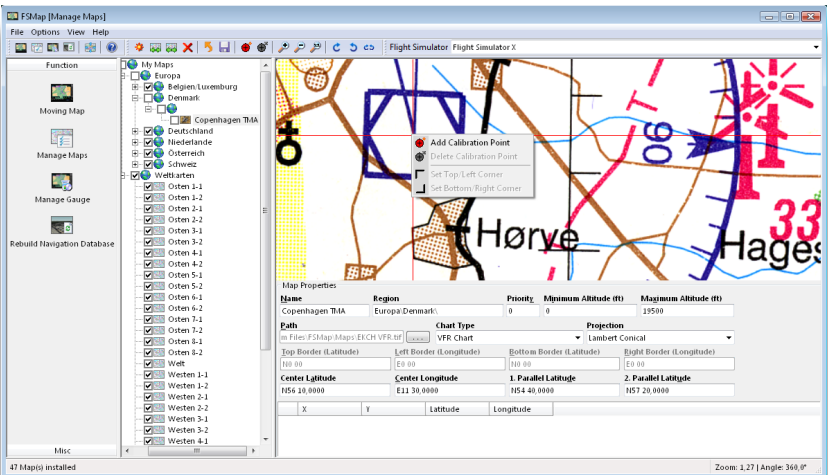 FSMap [Manage Maps]
File Options View Help
Flight Simulator Flight Simulator X
Function
Moving Map
Manage Maps
Manage Gauge
Rebuild Navigation Database
Misc
My Maps
Europa
Belgien/Luxemburg
Denmark
Copenhagen TMA
Deutschland
Niederlande
Österreich
Schweiz
Weltkarten
Osten 1-1
Osten 1-2
Osten 2-1
Osten 2-2
Osten 3-1
Osten 3-2
Osten 4-1
Osten 4-2
Osten 5-1
Osten 5-2
Osten 6-1
Osten 6-2
Osten 7-1
Osten 7-2
Osten 8-1
Osten 8-2
Welt
Westen 1-1
Westen 1-2
Westen 2-1
Westen 2-2
Westen 3-1
Westen 3-2
Westen 4-1
T
T
06
Add Calibration Point
Delete Calibration Point
Set Top/Left Corner
Set Bottom/Right Corner
Hørve
33
Hages
Map Properties
Name Region Priority Minimum Altitude (ft) Maximum Altitude (ft)
Copenhagen TMA Europa\Denmark\\ 0 0 19500
Path Chart Type Projection
m Files\FSMap\Maps\EKCH VFR.tif ... VFR Chart Lambert Conical
Top Border (Latitude) Left Border (Longitude) Bottom Border (Latitude) Right Border (Longitude)
N0 00 E0 00 N0 00 E0 00
Center Latitude Center Longitude 1. Parallel Latitude 2. Parallel Latitude
N56 10,0000 E11 30,0000 N54 40,0000 N57 20,0000
X Y Latitude Longitude
47 Map(s) installed
Zoom: 1,27 | Angle: 360,0°